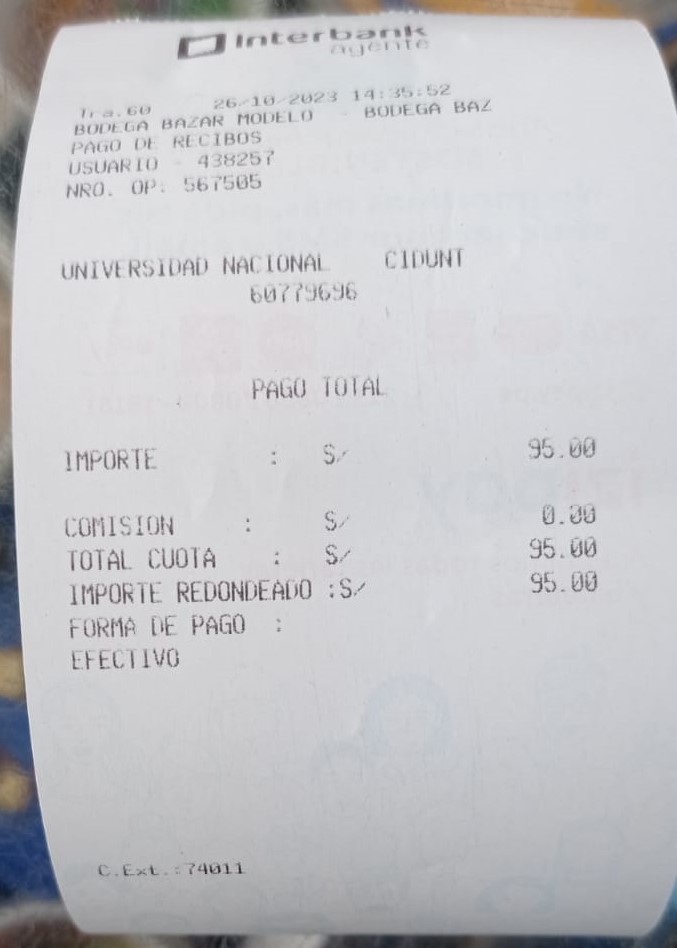 Interbank
agente
Tra.60 26/10/2023 14:35:52
BODEGA BAZAR MODELO - BODEGA BAZ
PAGO DE RECIBOS
USUARIO - 438257
NRO. OP: 567505
UNIVERSIDAD NACIONAL CIDUNT
60779696
PAGO TOTAL
IMPORTE : S/ 95.00
COMISION : S/ 0.00
TOTAL CUOTA : S/ 95.00
IMPORTE REDONDEADO :S/ 95.00
FORMA DE PAGO :
EFECTIVO
C.Ext.:74011